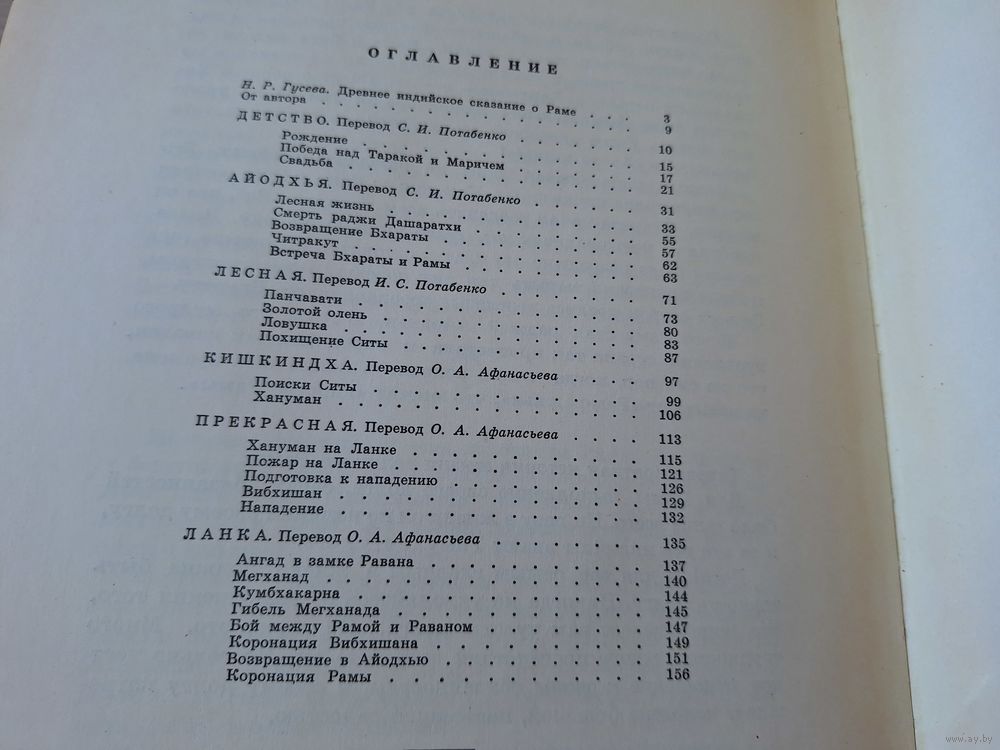 ОГЛАВЛЕНИЕ
Н. Р. Гусева. Древнее индийское сказание о Раме . . . 3
От автора . . . . . . . . . . . . . . . . 9
ДЕТСТВО. Перевод С. И. Потабенко . . . . . . . 10
Рождение . . . . . . . . . . . . . . 15
Победа над Таракой и Маричем . . . . . . . 17
Свадьба . . . . . . . . . . . . . . 21
АЙОДХЬЯ. Перевод С. И. Потабенко . . . . . . 31
Лесная жизнь . . . . . . . . . . . . . 33
Смерть раджи Дашаратхи . . . . . . . . . 55
Возвращение Бхараты . . . . . . . . . . 57
Читракут . . . . . . . . . . . . . . 62
Встреча Бхараты и Рамы . . . . . . . . . 63
ЛЕСНАЯ. Перевод И. С. Потабенко . . . . . . . 71
Панчавати . . . . . . . . . . . . . . 73
Золотой олень . . . . . . . . . . . . . 80
Ловушка . . . . . . . . . . . . . . 83
Похищение Ситы . . . . . . . . . . . . 87
КИШКИНДХА. Перевод О. А. Афанасьева . . . . . 97
Поиски Ситы . . . . . . . . . . . . . 99
Хануман . . . . . . . . . . . . . . 106
ПРЕКРАСНАЯ. Перевод О. А. Афанасьева . . . . 113
Хануман на Ланке . . . . . . . . . . . 115
Пожар на Ланке . . . . . . . . . . . . 121
Подготовка к нападению . . . . . . . . . 126
Вибхишан . . . . . . . . . . . . . . 129
Нападение . . . . . . . . . . . . . . 132
ЛАНКА. Перевод О. А. Афанасьева . . . . . . . . 135
Ангад в замке Равана . . . . . . . . . . 137
Мегханад . . . . . . . . . . . . . . 140
Кумбхакарна . . . . . . . . . . . . . 144
Гибель Мегханада . . . . . . . . . . . 145
Бой между Рамой и Раваном . . . . . . . . 147
Коронация Вибхишана . . . . . . . . . . 149
Возвращение в Айодхью . . . . . . . . . 151
Коронация Рамы . . . . . . . . . . . . 156
www.ay.by